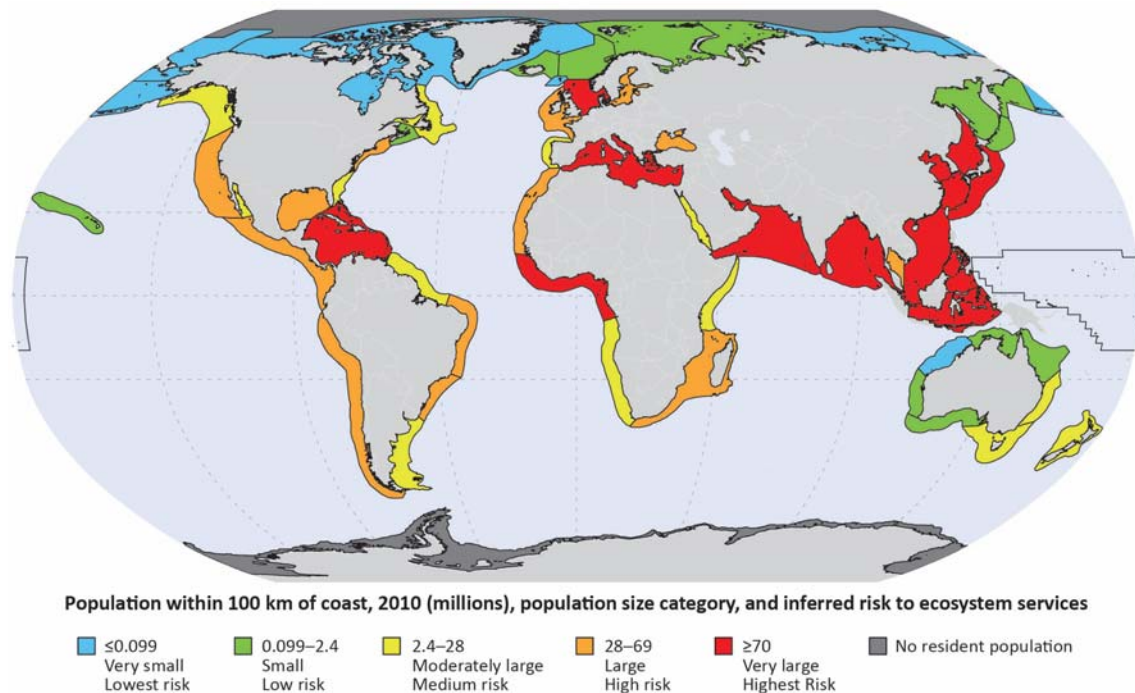 Population within 100 km of coast, 2010 (millions), population size category, and inferred risk to ecosystem services
≤0.099
Very small
Lowest risk
0.099–2.4
Small
Low risk
2.4–28
Moderately large
Medium risk
28–69
Large
High risk
≥70
Very large
Highest Risk
No resident population